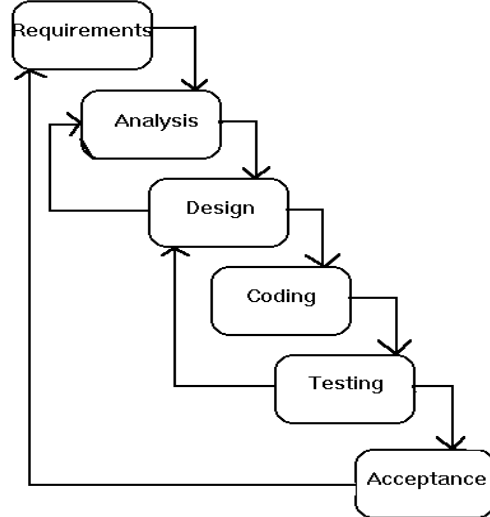 Requirements
Analysis
Design
Coding
Testing
Acceptance